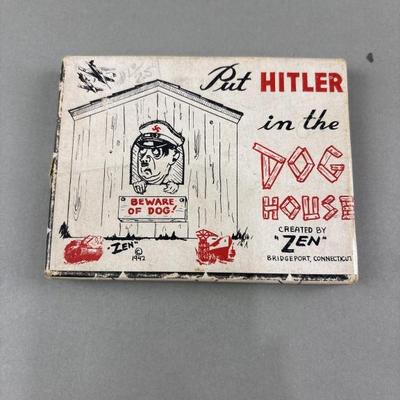 Put HITLER
in the
DOG
HOUSE
CREATED BY
"ZEN"
BRIDGEPORT, CONNECTICUT
BEWARE
OF DOG!
"ZEN"
©
1942